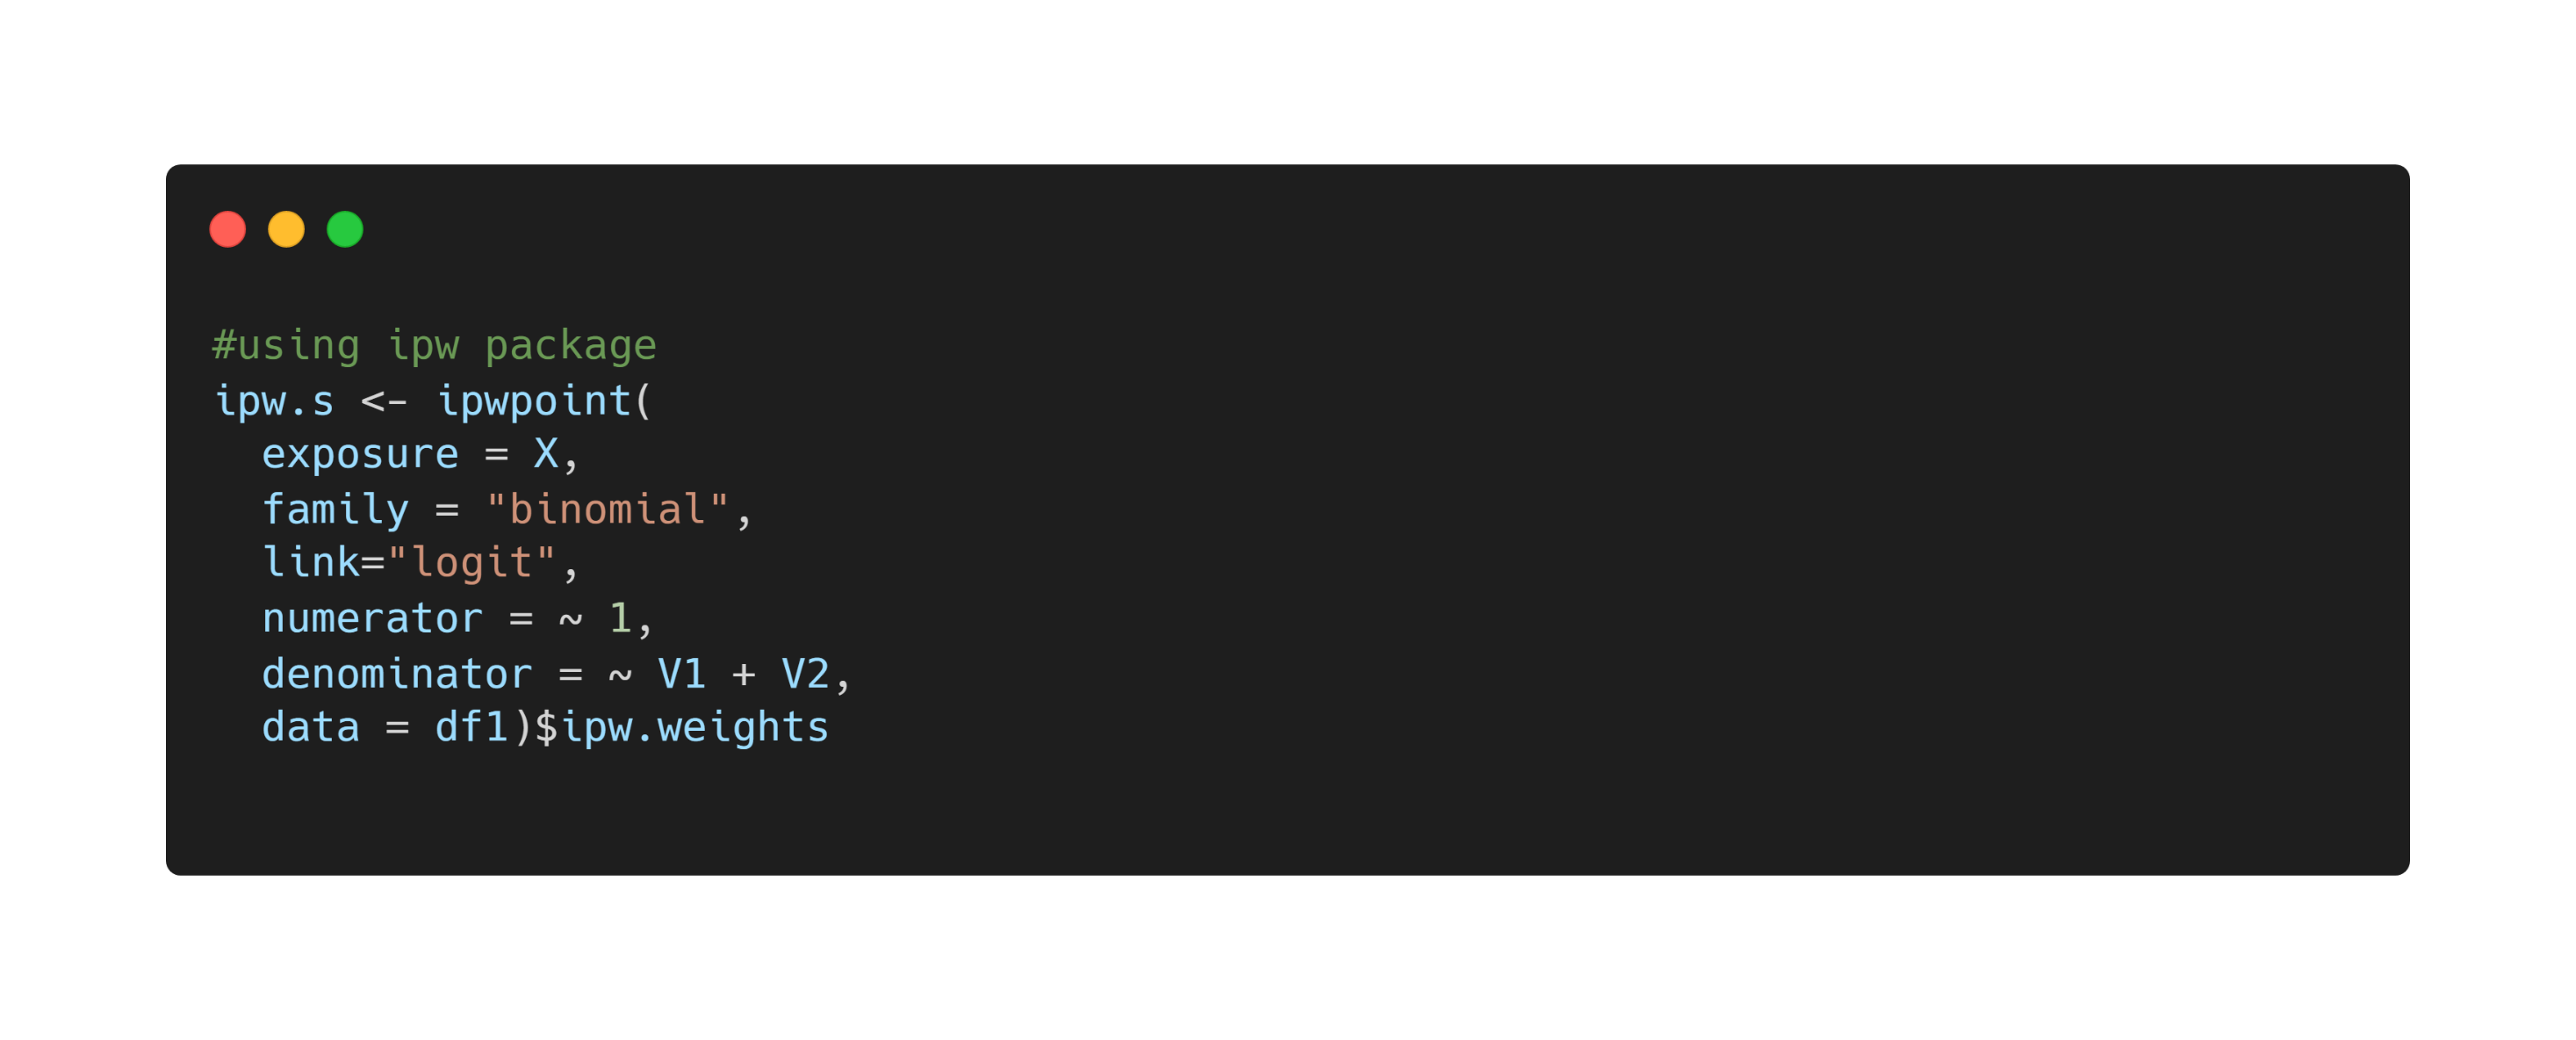 #using ipw package
ipw.s <- ipwpoint(
  exposure = X,
  family = "binomial",
  link="logit",
  numerator = ~ 1,
  denominator = ~ V1 + V2,
  data = df1)$ipw.weights